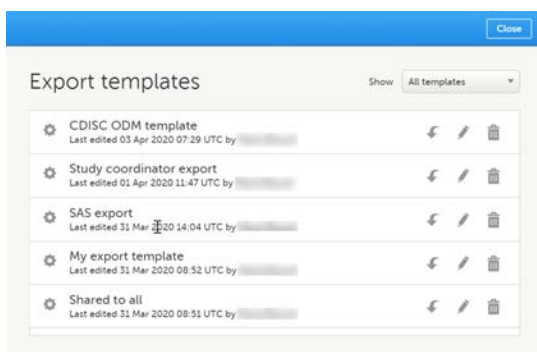 Close
Export templates
Show All templates
CDISC ODM template
Last edited 03 Apr 2020 07:29 UTC by
Study coordinator export
Last edited 01 Apr 2020 11:47 UTC by
SAS export
Last edited 31 Mar 2020 14:04 UTC by
My export template
Last edited 31 Mar 2020 08:52 UTC by
Shared to all
Last edited 31 Mar 2020 08:51 UTC by